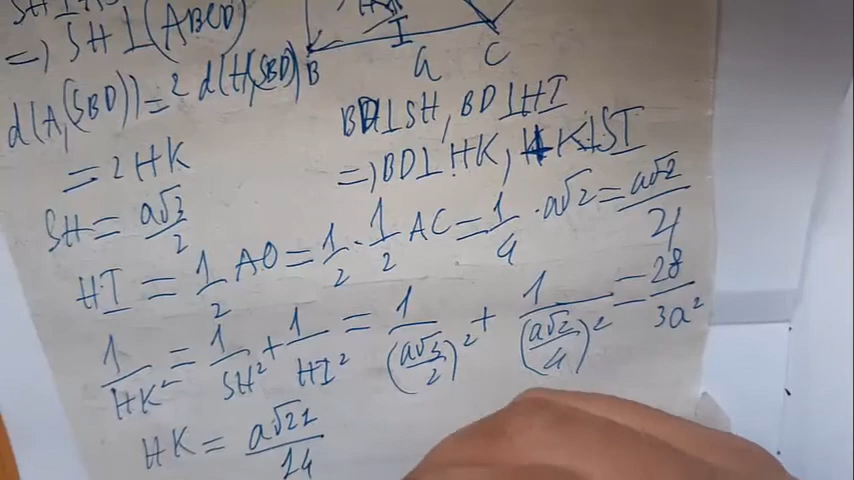 =) SH ⊥ (ABCD)
B I C
a
d(A,(SBD)) = 2 d(H,(SBD))
BD ⊥ SH, BD ⊥ HI
= 2HK
=) BD ⊥ HK, HK ⊥ SI
SH = a√3/2
HI = 1/2 AO = 1/2 · 1/2 AC = 1/4 · a√2 = a√2/4
1/HK² = 1/SH² + 1/HI² = 1/(a√3/2)² + 1/(a√2/4)² = 28/3a²
HK = a√21/14